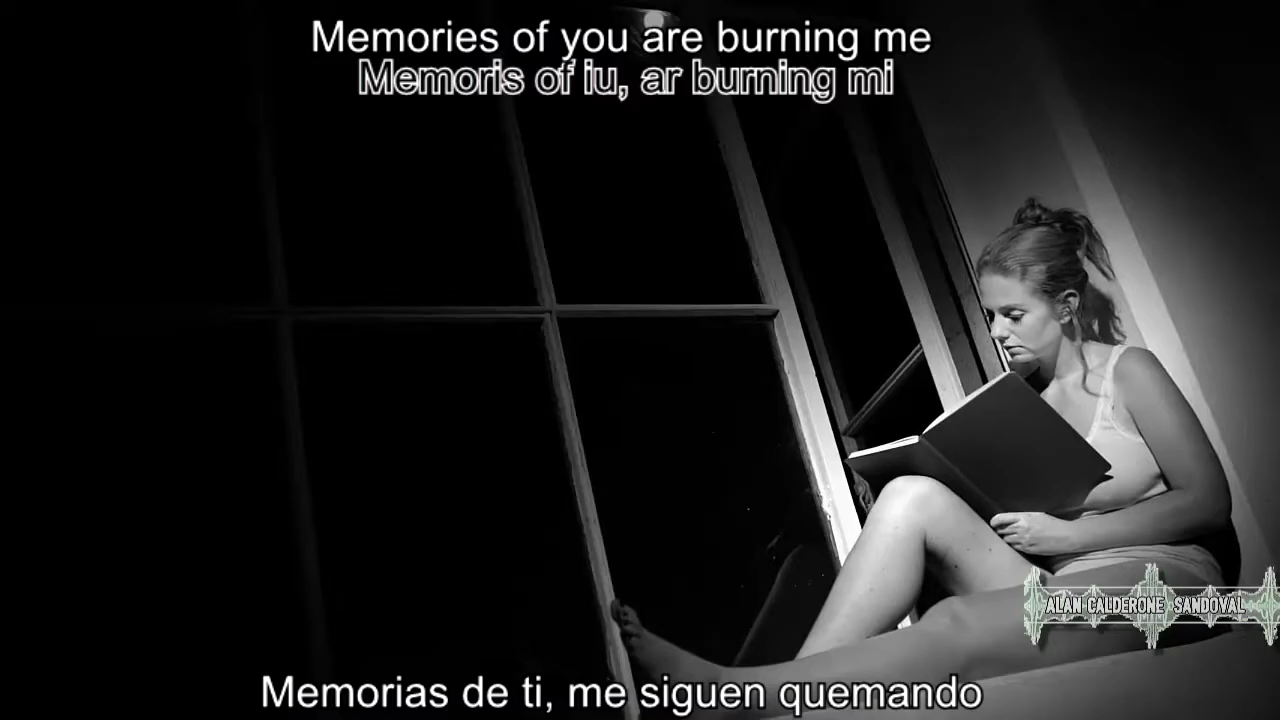 Memories of you are burning me
Memoris of iu, ar burning mi
ALAN CALDERONE SANDOVAL
Memorias de ti, me siguen quemando